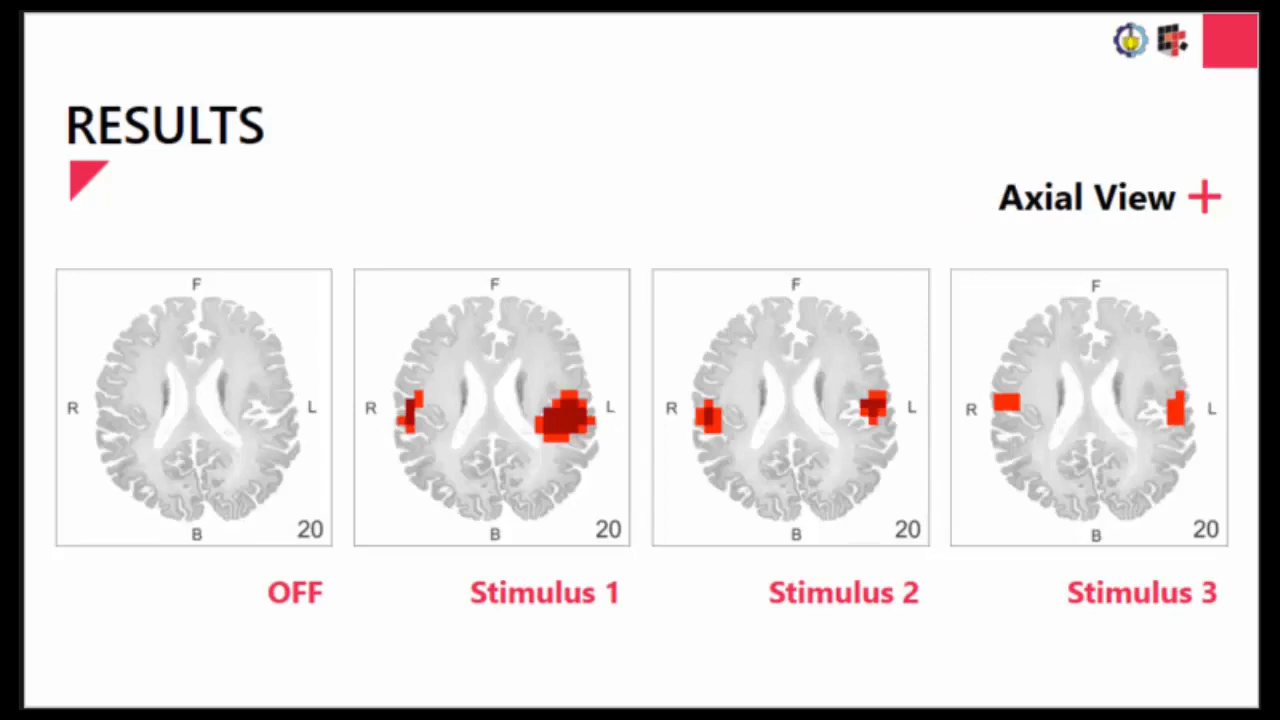 RESULTS
Axial View +
F
R
L
B
20
OFF
F
R
L
B
20
Stimulus 1
F
R
L
B
20
Stimulus 2
F
R
L
B
20
Stimulus 3